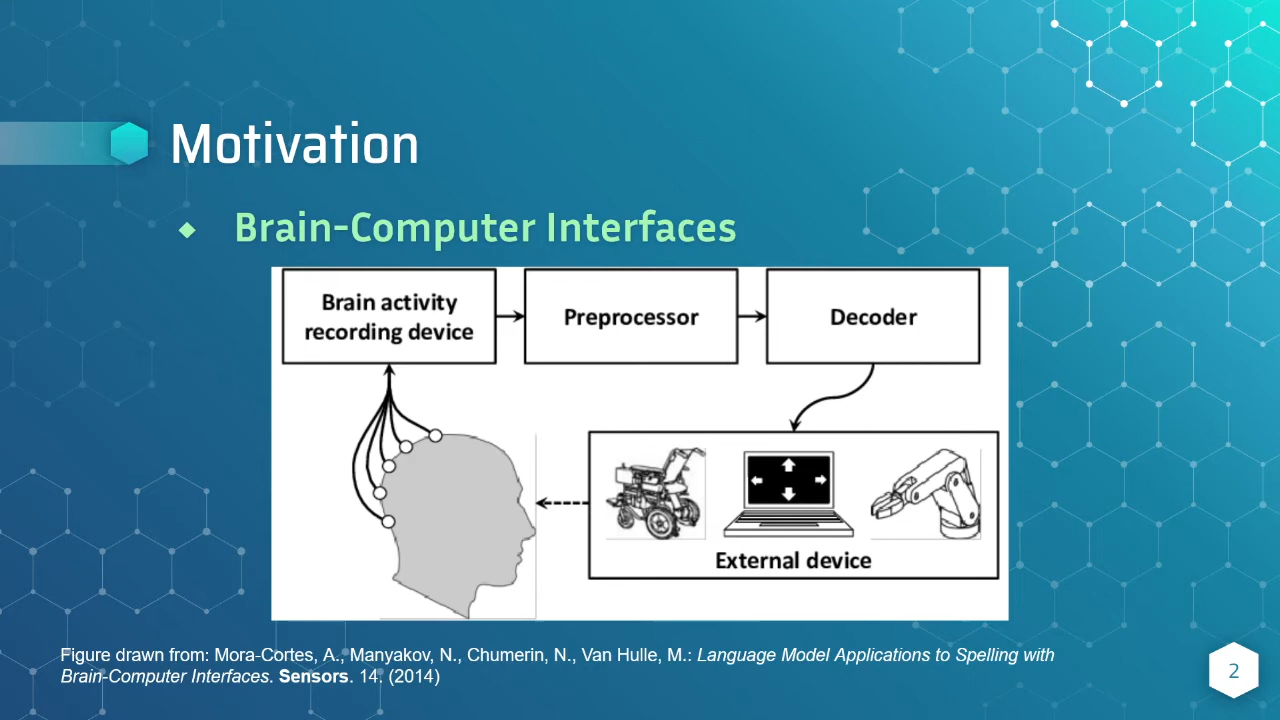 Motivation
Brain-Computer Interfaces
Brain activity
recording device
Preprocessor
Decoder
External device
Figure drawn from: Mora-Cortes, A., Manyakov, N., Chumerin, N., Van Hulle, M.: Language Model Applications to Spelling with
Brain-Computer Interfaces. Sensors. 14. (2014)
2